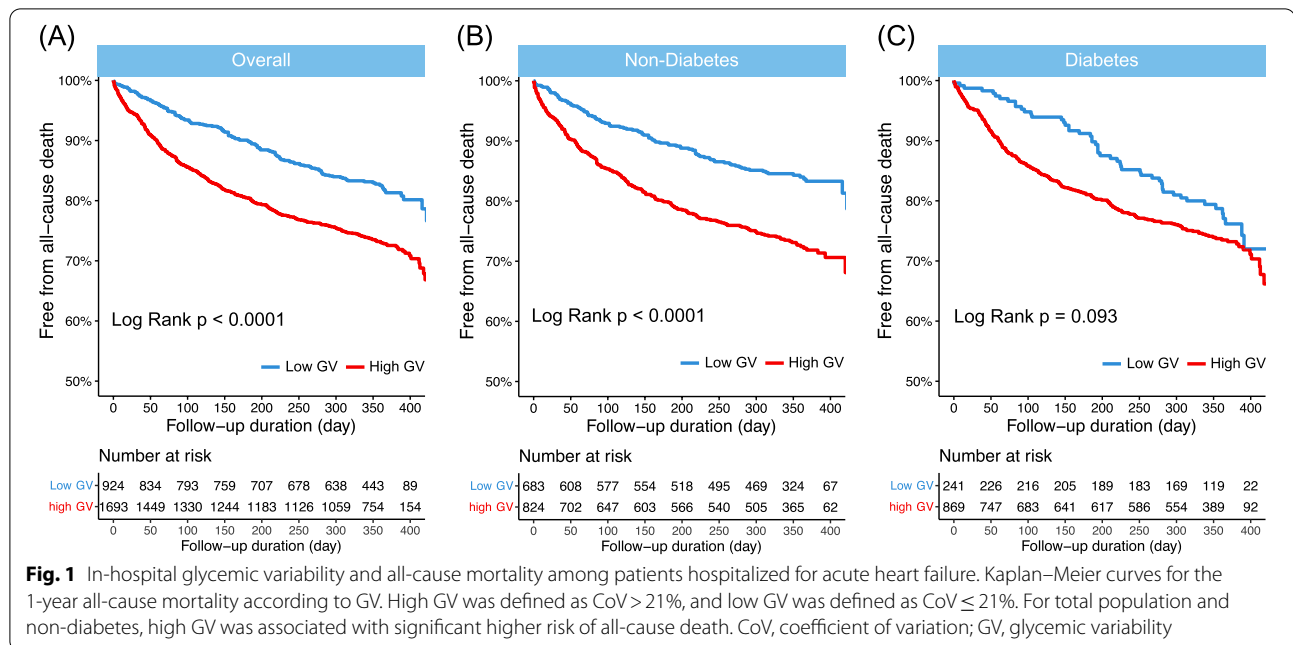 (A)
Overall
100%
90%
80%
70%
60%
50%
Free from all-cause death
Log Rank p < 0.0001
Low GV High GV
0 50 100 150 200 250 300 350 400
Follow-up duration (day)
Number at risk
Low GV 924 834 793 759 707 678 638 443 89
high GV 1693 1449 1330 1244 1183 1126 1059 754 154
0 50 100 150 200 250 300 350 400
Follow-up duration (day)
(B)
Non-Diabetes
100%
90%
80%
70%
60%
50%
Free from all-cause death
Log Rank p < 0.0001
Low GV High GV
0 50 100 150 200 250 300 350 400
Follow-up duration (day)
Number at risk
Low GV 683 608 577 554 518 495 469 324 67
high GV 824 702 647 603 566 540 505 365 62
0 50 100 150 200 250 300 350 400
Follow-up duration (day)
(C)
Diabetes
100%
90%
80%
70%
60%
50%
Free from all-cause death
Log Rank p = 0.093
Low GV High GV
0 50 100 150 200 250 300 350 400
Follow-up duration (day)
Number at risk
Low GV 241 226 216 205 189 183 169 119 22
high GV 869 747 683 641 617 586 554 389 92
0 50 100 150 200 250 300 350 400
Follow-up duration (day)
Fig. 1 In-hospital glycemic variability and all-cause mortality among patients hospitalized for acute heart failure. Kaplan–Meier curves for the
1-year all-cause mortality according to GV. High GV was defined as CoV > 21%, and low GV was defined as CoV ≤ 21%. For total population and
non-diabetes, high GV was associated with significant higher risk of all-cause death. CoV, coefficient of variation; GV, glycemic variability